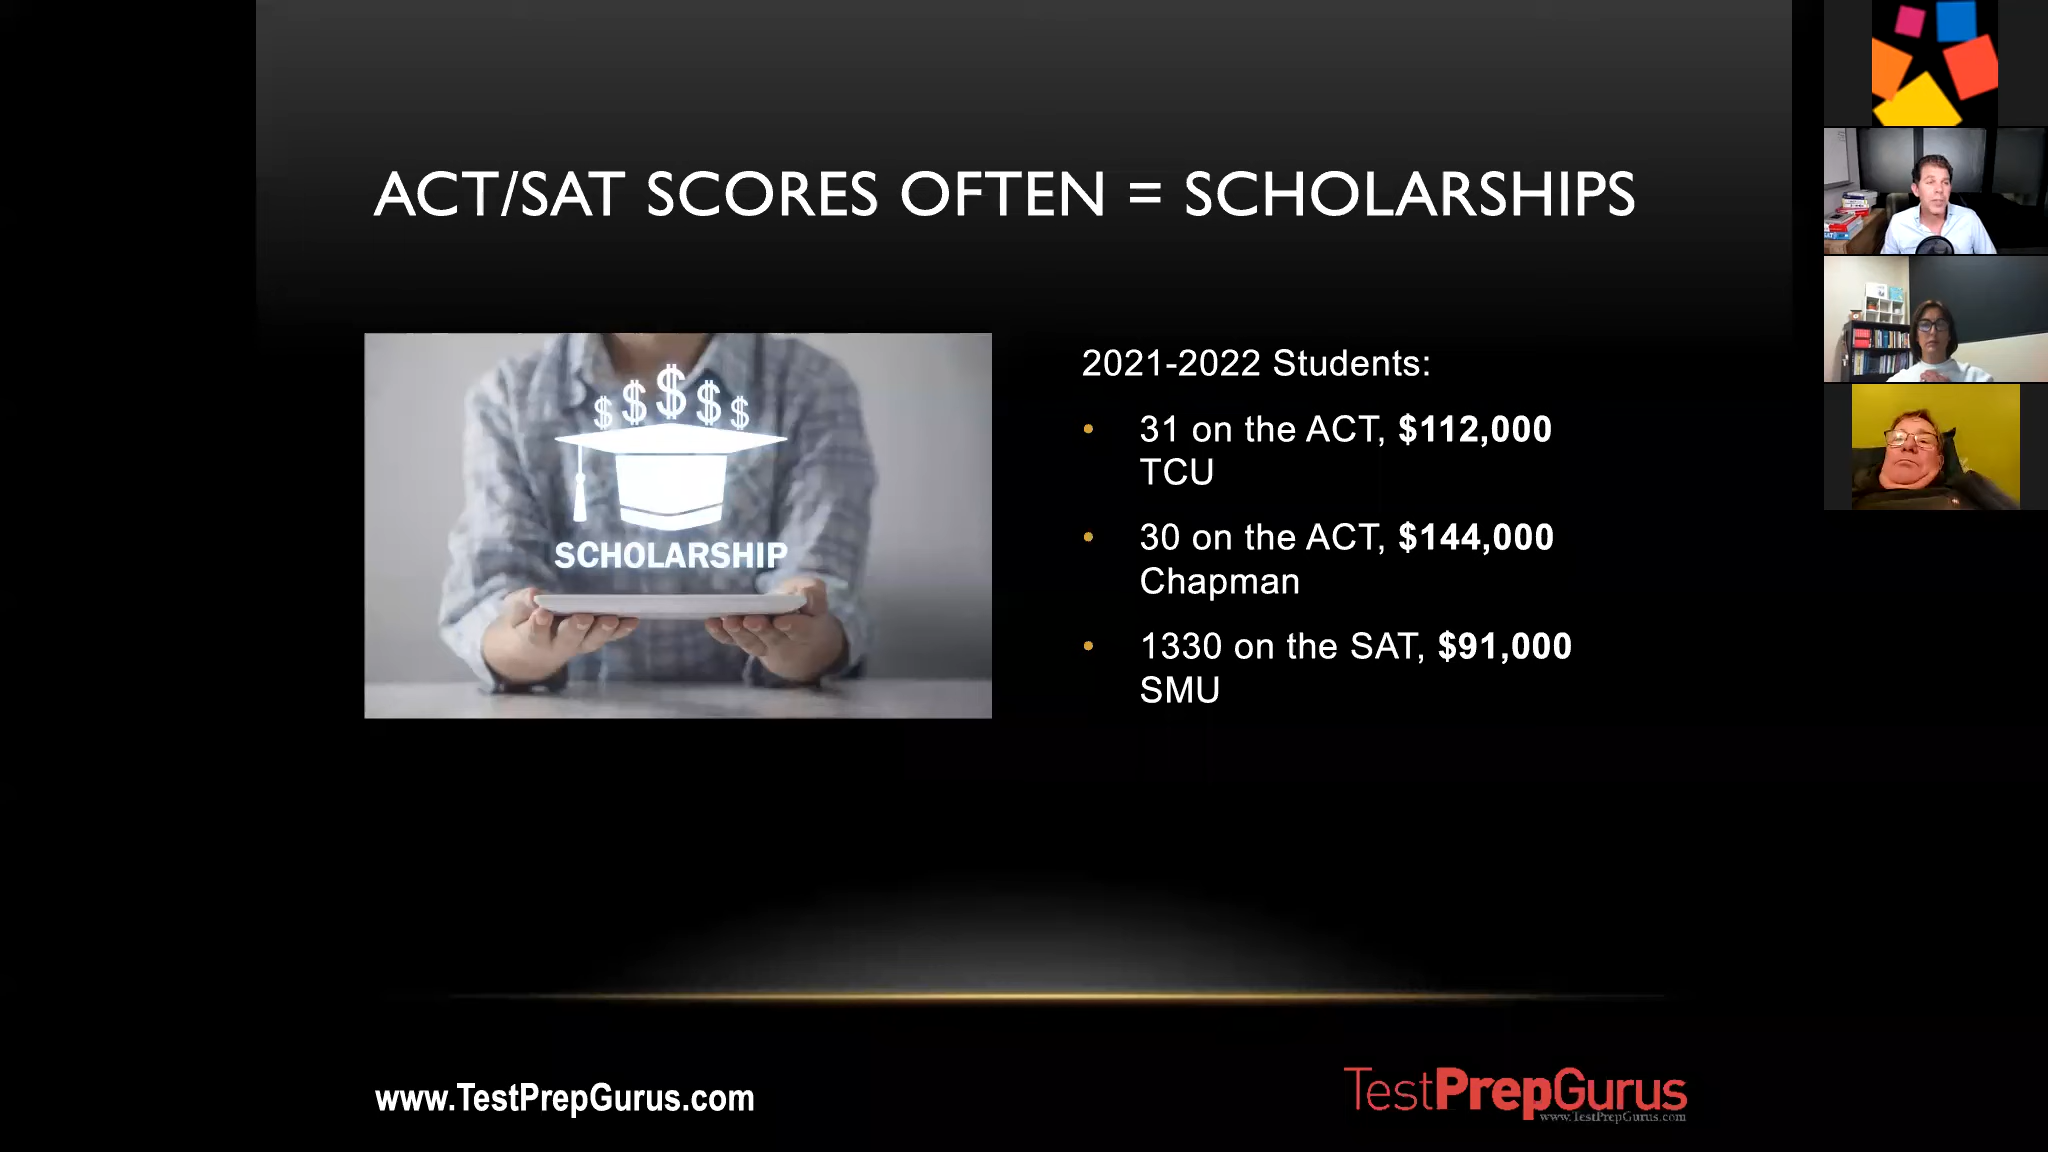 ACT/SAT SCORES OFTEN = SCHOLARSHIPS
$ $ $ $ $
SCHOLARSHIP
2021-2022 Students:
• 31 on the ACT, $112,000
TCU
• 30 on the ACT, $144,000
Chapman
• 1330 on the SAT, $91,000
SMU
www.TestPrepGurus.com
TestPrepGurus
www.TestPrepGurus.com